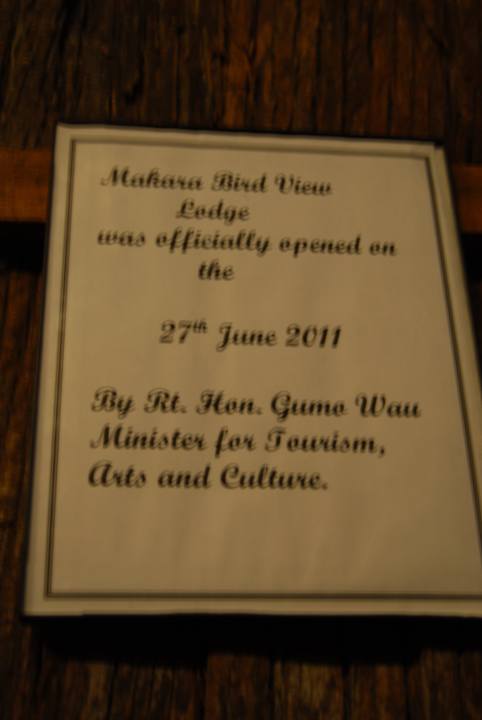 Makara Bird View
Lodge
was officially opened on
the
27th June 2011
By Rt. Hon. Gumo Wau
Minister for Tourism,
Arts and Culture.